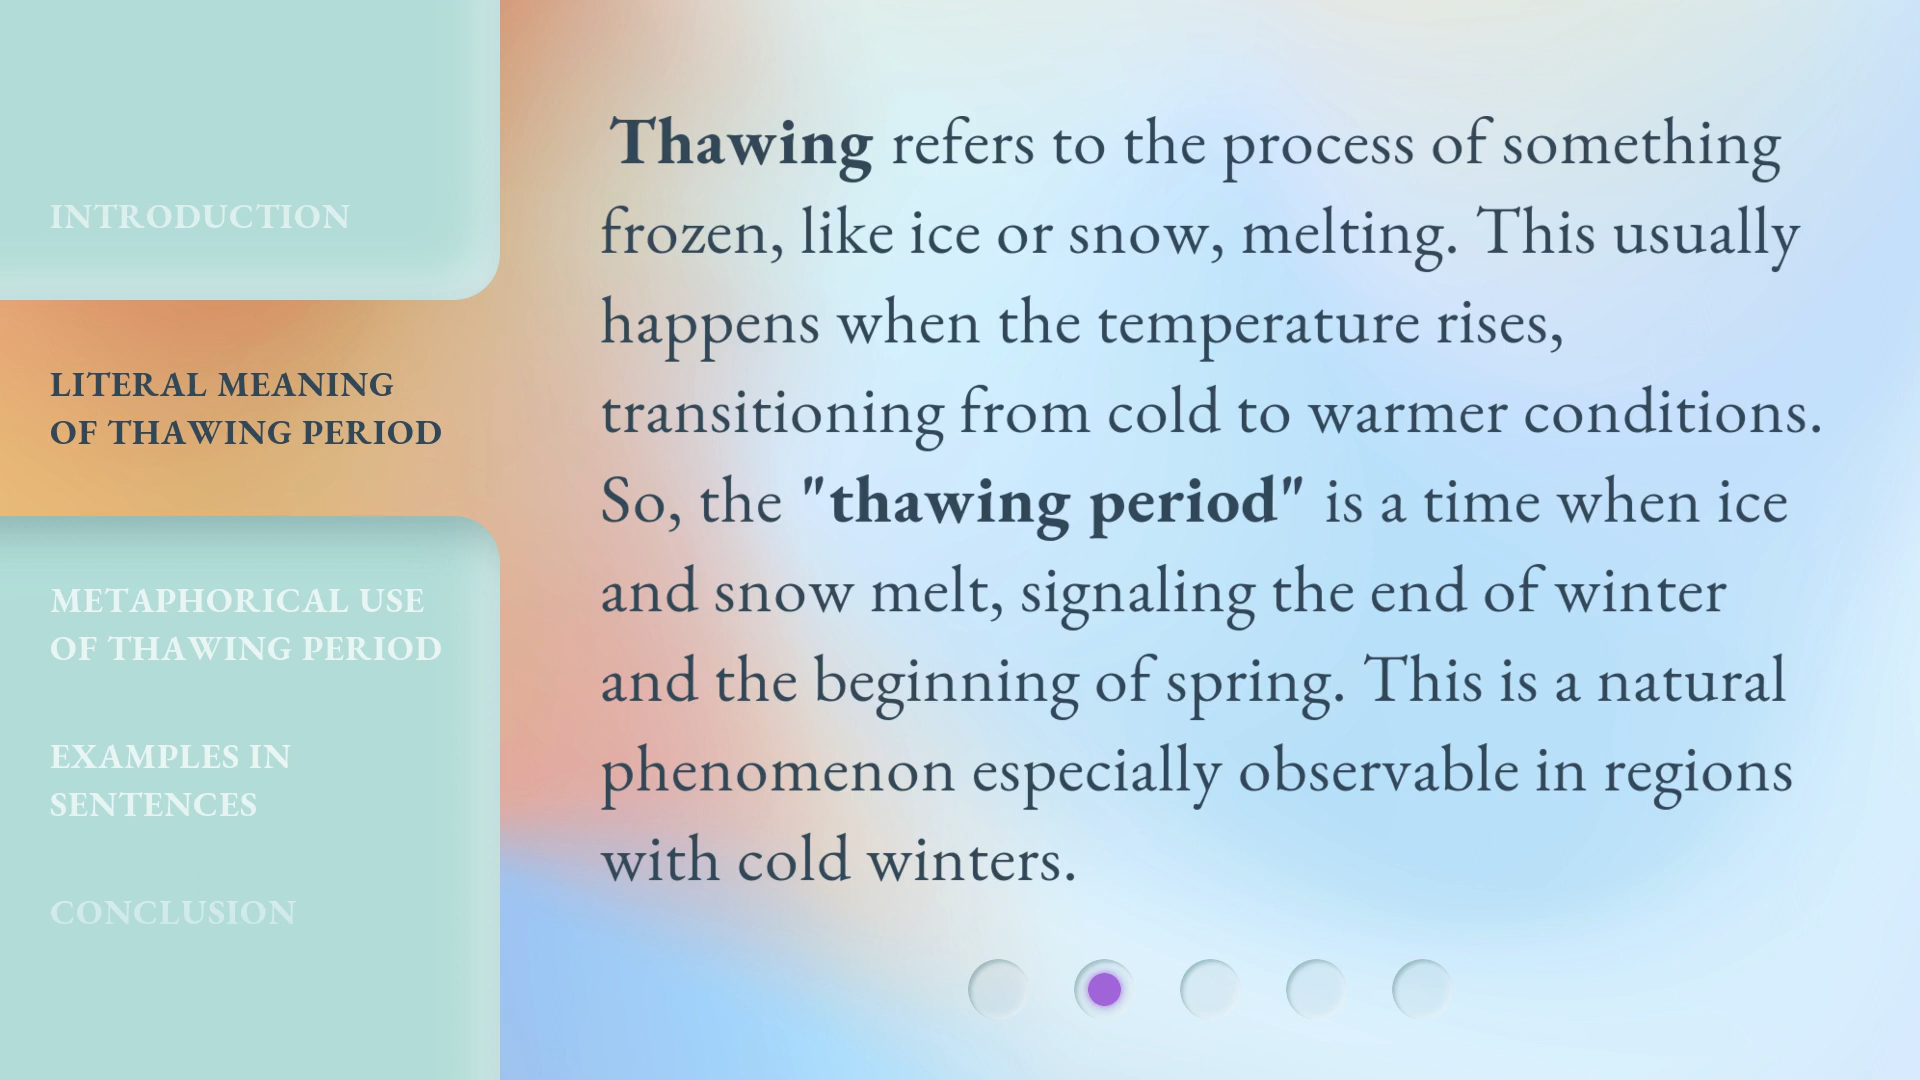 INTRODUCTION
LITERAL MEANING
OF THAWING PERIOD
METAPHORICAL USE
OF THAWING PERIOD
EXAMPLES IN
SENTENCES
CONCLUSION
Thawing refers to the process of something
frozen, like ice or snow, melting. This usually
happens when the temperature rises,
transitioning from cold to warmer conditions.
So, the "thawing period" is a time when ice
and snow melt, signaling the end of winter
and the beginning of spring. This is a natural
phenomenon especially observable in regions
with cold winters.